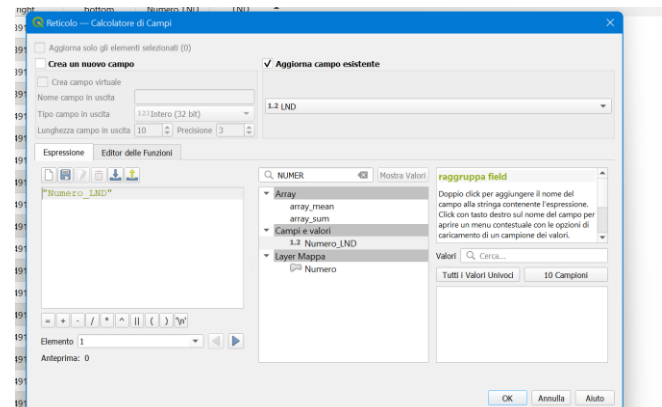 right bottom Numero LND LND
Reticolo — Calcolatore di Campi
Aggiorna solo gli elementi selezionati (0)
Crea un nuovo campo
Aggiorna campo esistente
Crea campo virtuale
Nome campo in uscita
1.2 LND
Tipo campo in uscita 123 Intero (32 bit)
Lunghezza campo in uscita 10 Precisione 3
Espressione Editor delle Funzioni
NUMER Mostra Valori
raggruppa field
"Numero_LND"
Array
array_mean
array_sum
Campi e valori
1.2 Numero_LND
Layer Mappa
Numero
Doppio click per aggiungere il nome del
campo alla stringa contenente l'espressione.
Click con tasto destro sul nome del campo per
aprire un menu contestuale con le opzioni di
caricamento di un campione dei valori.
Valori Cerca...
Tutti i Valori Univoci 10 Campioni
= + - / * ^ || ( ) '\n'
Elemento 1
Anteprima: 0
OK Annulla Aiuto